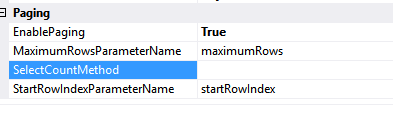 Paging
EnablePaging True
MaximumRowsParameterName maximumRows
SelectCountMethod
StartRowIndexParameterName startRowIndex